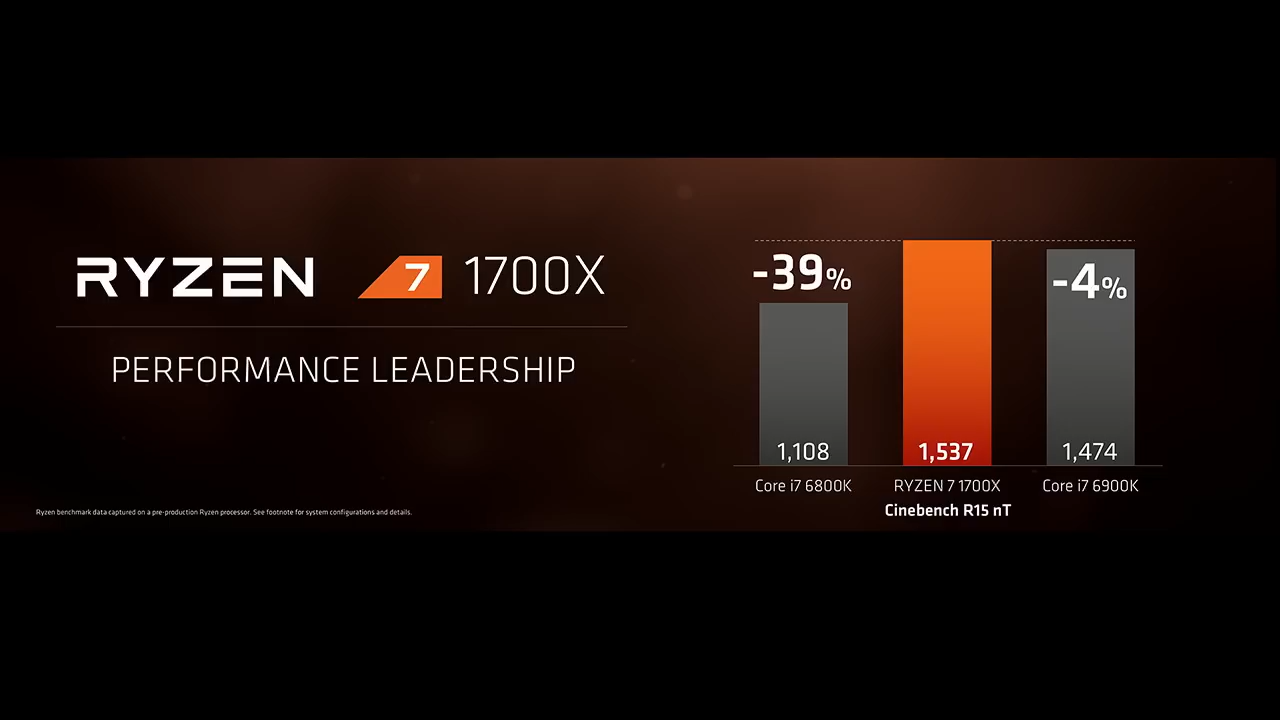 RYZEN 7 1700X
PERFORMANCE LEADERSHIP
Ryzen benchmark data captured on a pre-production Ryzen processor. See footnote for system configurations and details.
-39%
-4%
1,108
1,537
1,474
Core i7 6800K
RYZEN 7 1700X
Core i7 6900K
Cinebench R15 nT